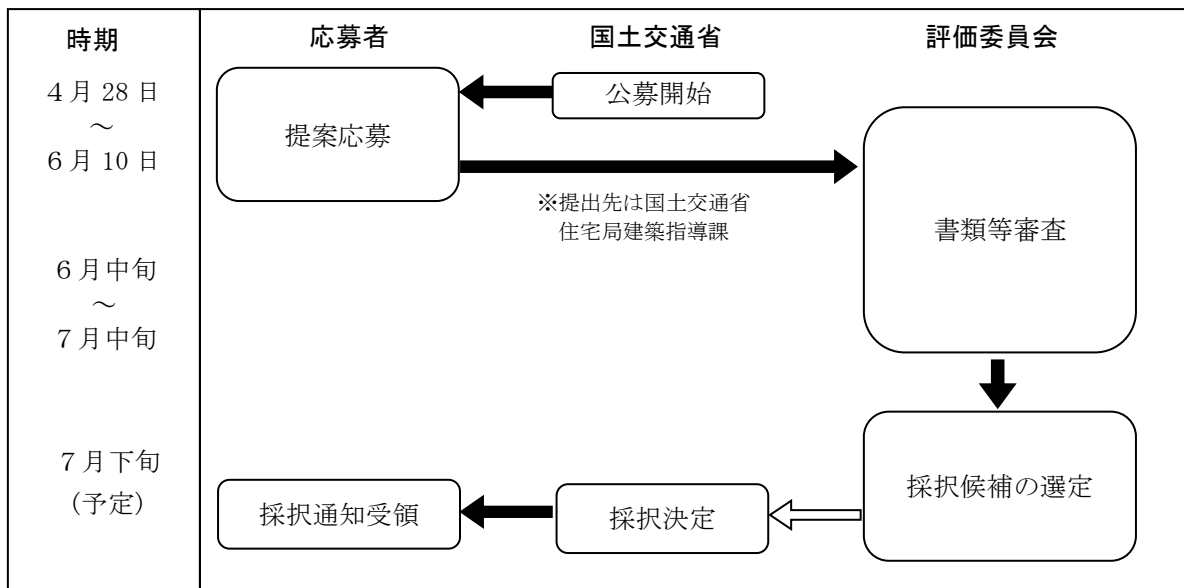 時期
応募者
国土交通省
評価委員会
４月 28 日
～
６月 10 日
公募開始
提案応募
※提出先は国土交通省
住宅局建築指導課
書類等審査
６月中旬
～
７月中旬
７月下旬
（予定）
採択候補の選定
採択決定
採択通知受領